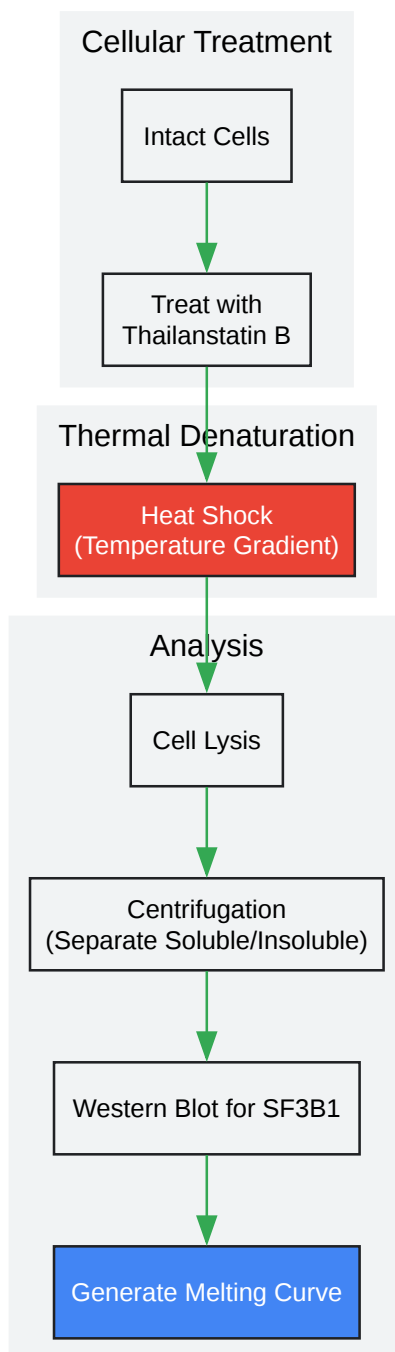 Cellular Treatment
Intact Cells
Treat with
Thailanstatin B
Thermal Denaturation
Heat Shock
(Temperature Gradient)
Analysis
Cell Lysis
Centrifugation
(Separate Soluble/Insoluble)
Western Blot for SF3B1
Generate Melting Curve